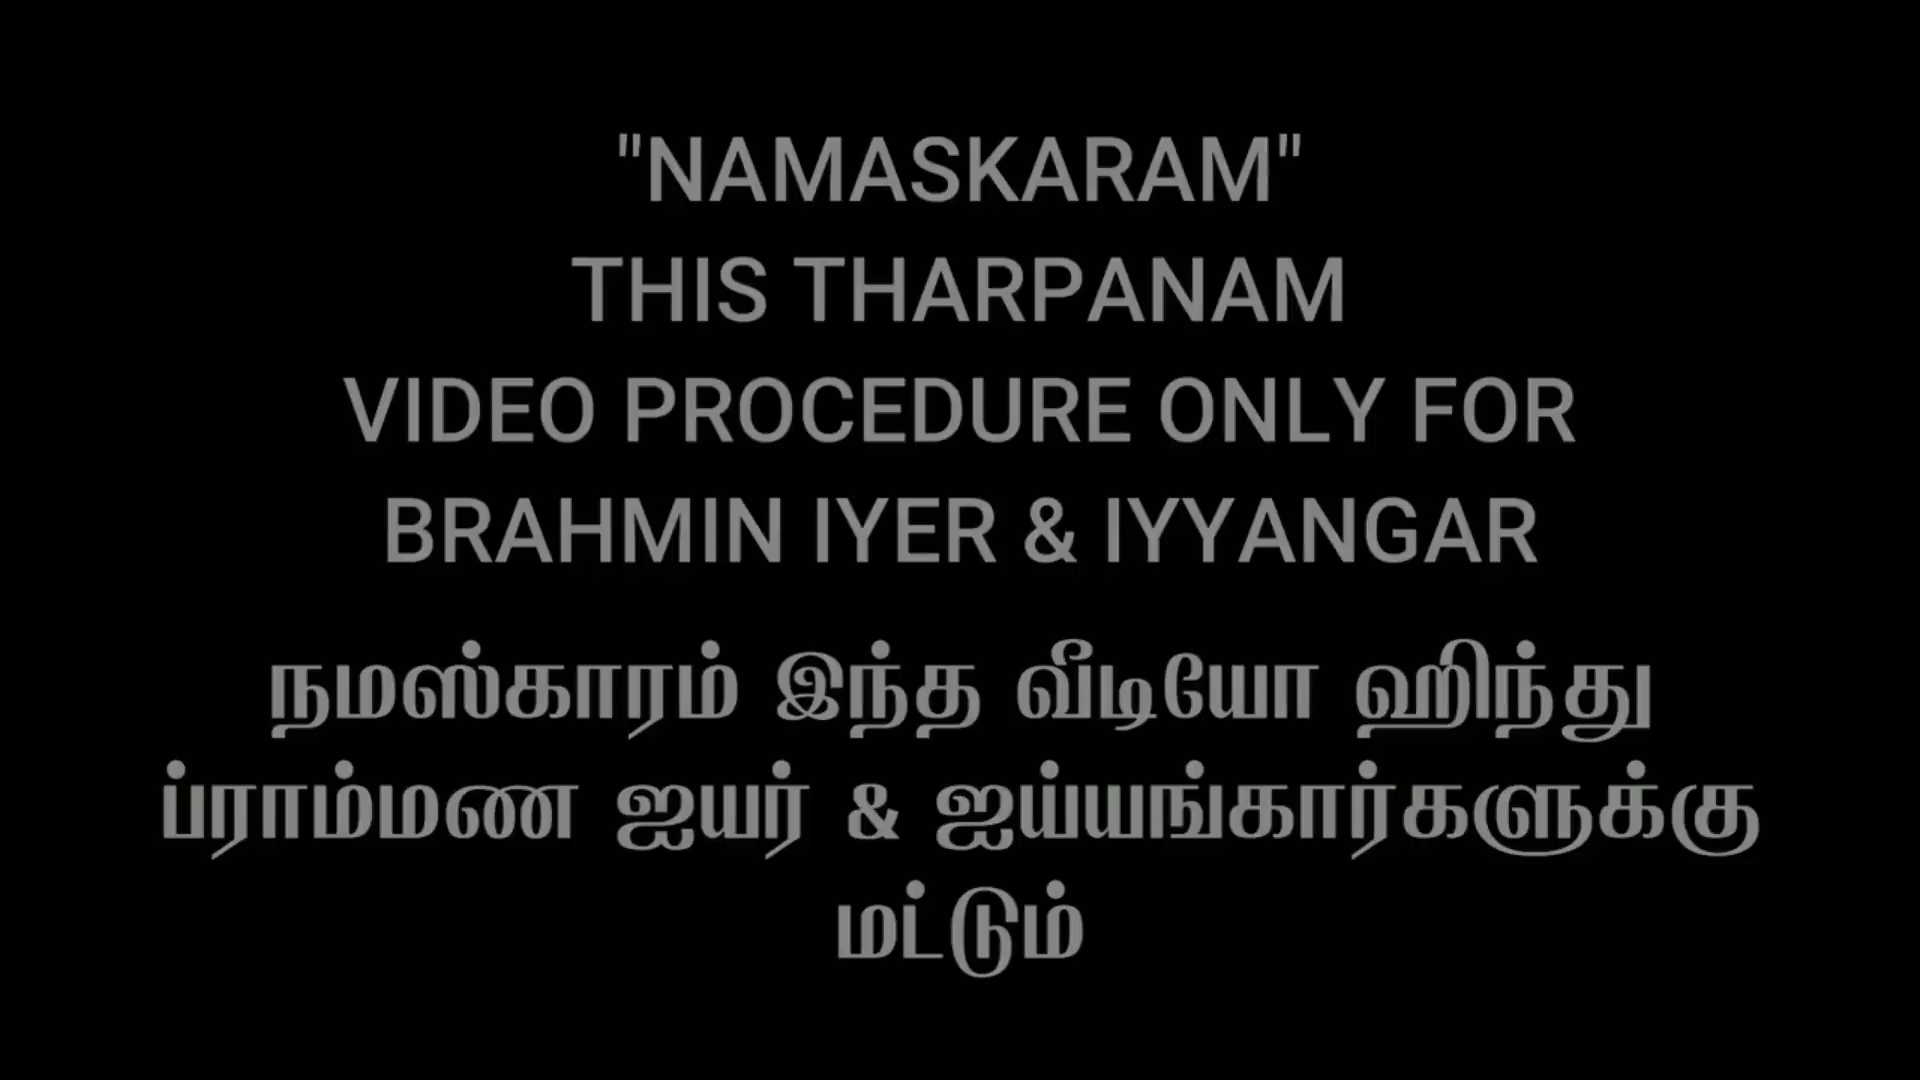 "NAMASKARAM"
THIS THARPANAM
VIDEO PROCEDURE ONLY FOR
BRAHMIN IYER & IYYANGAR
நமஸ்காரம் இந்த வீடியோ ஹிந்து
ப்ராம்மண ஐயர் & ஐய்யங்கார்களுக்கு
மட்டும்